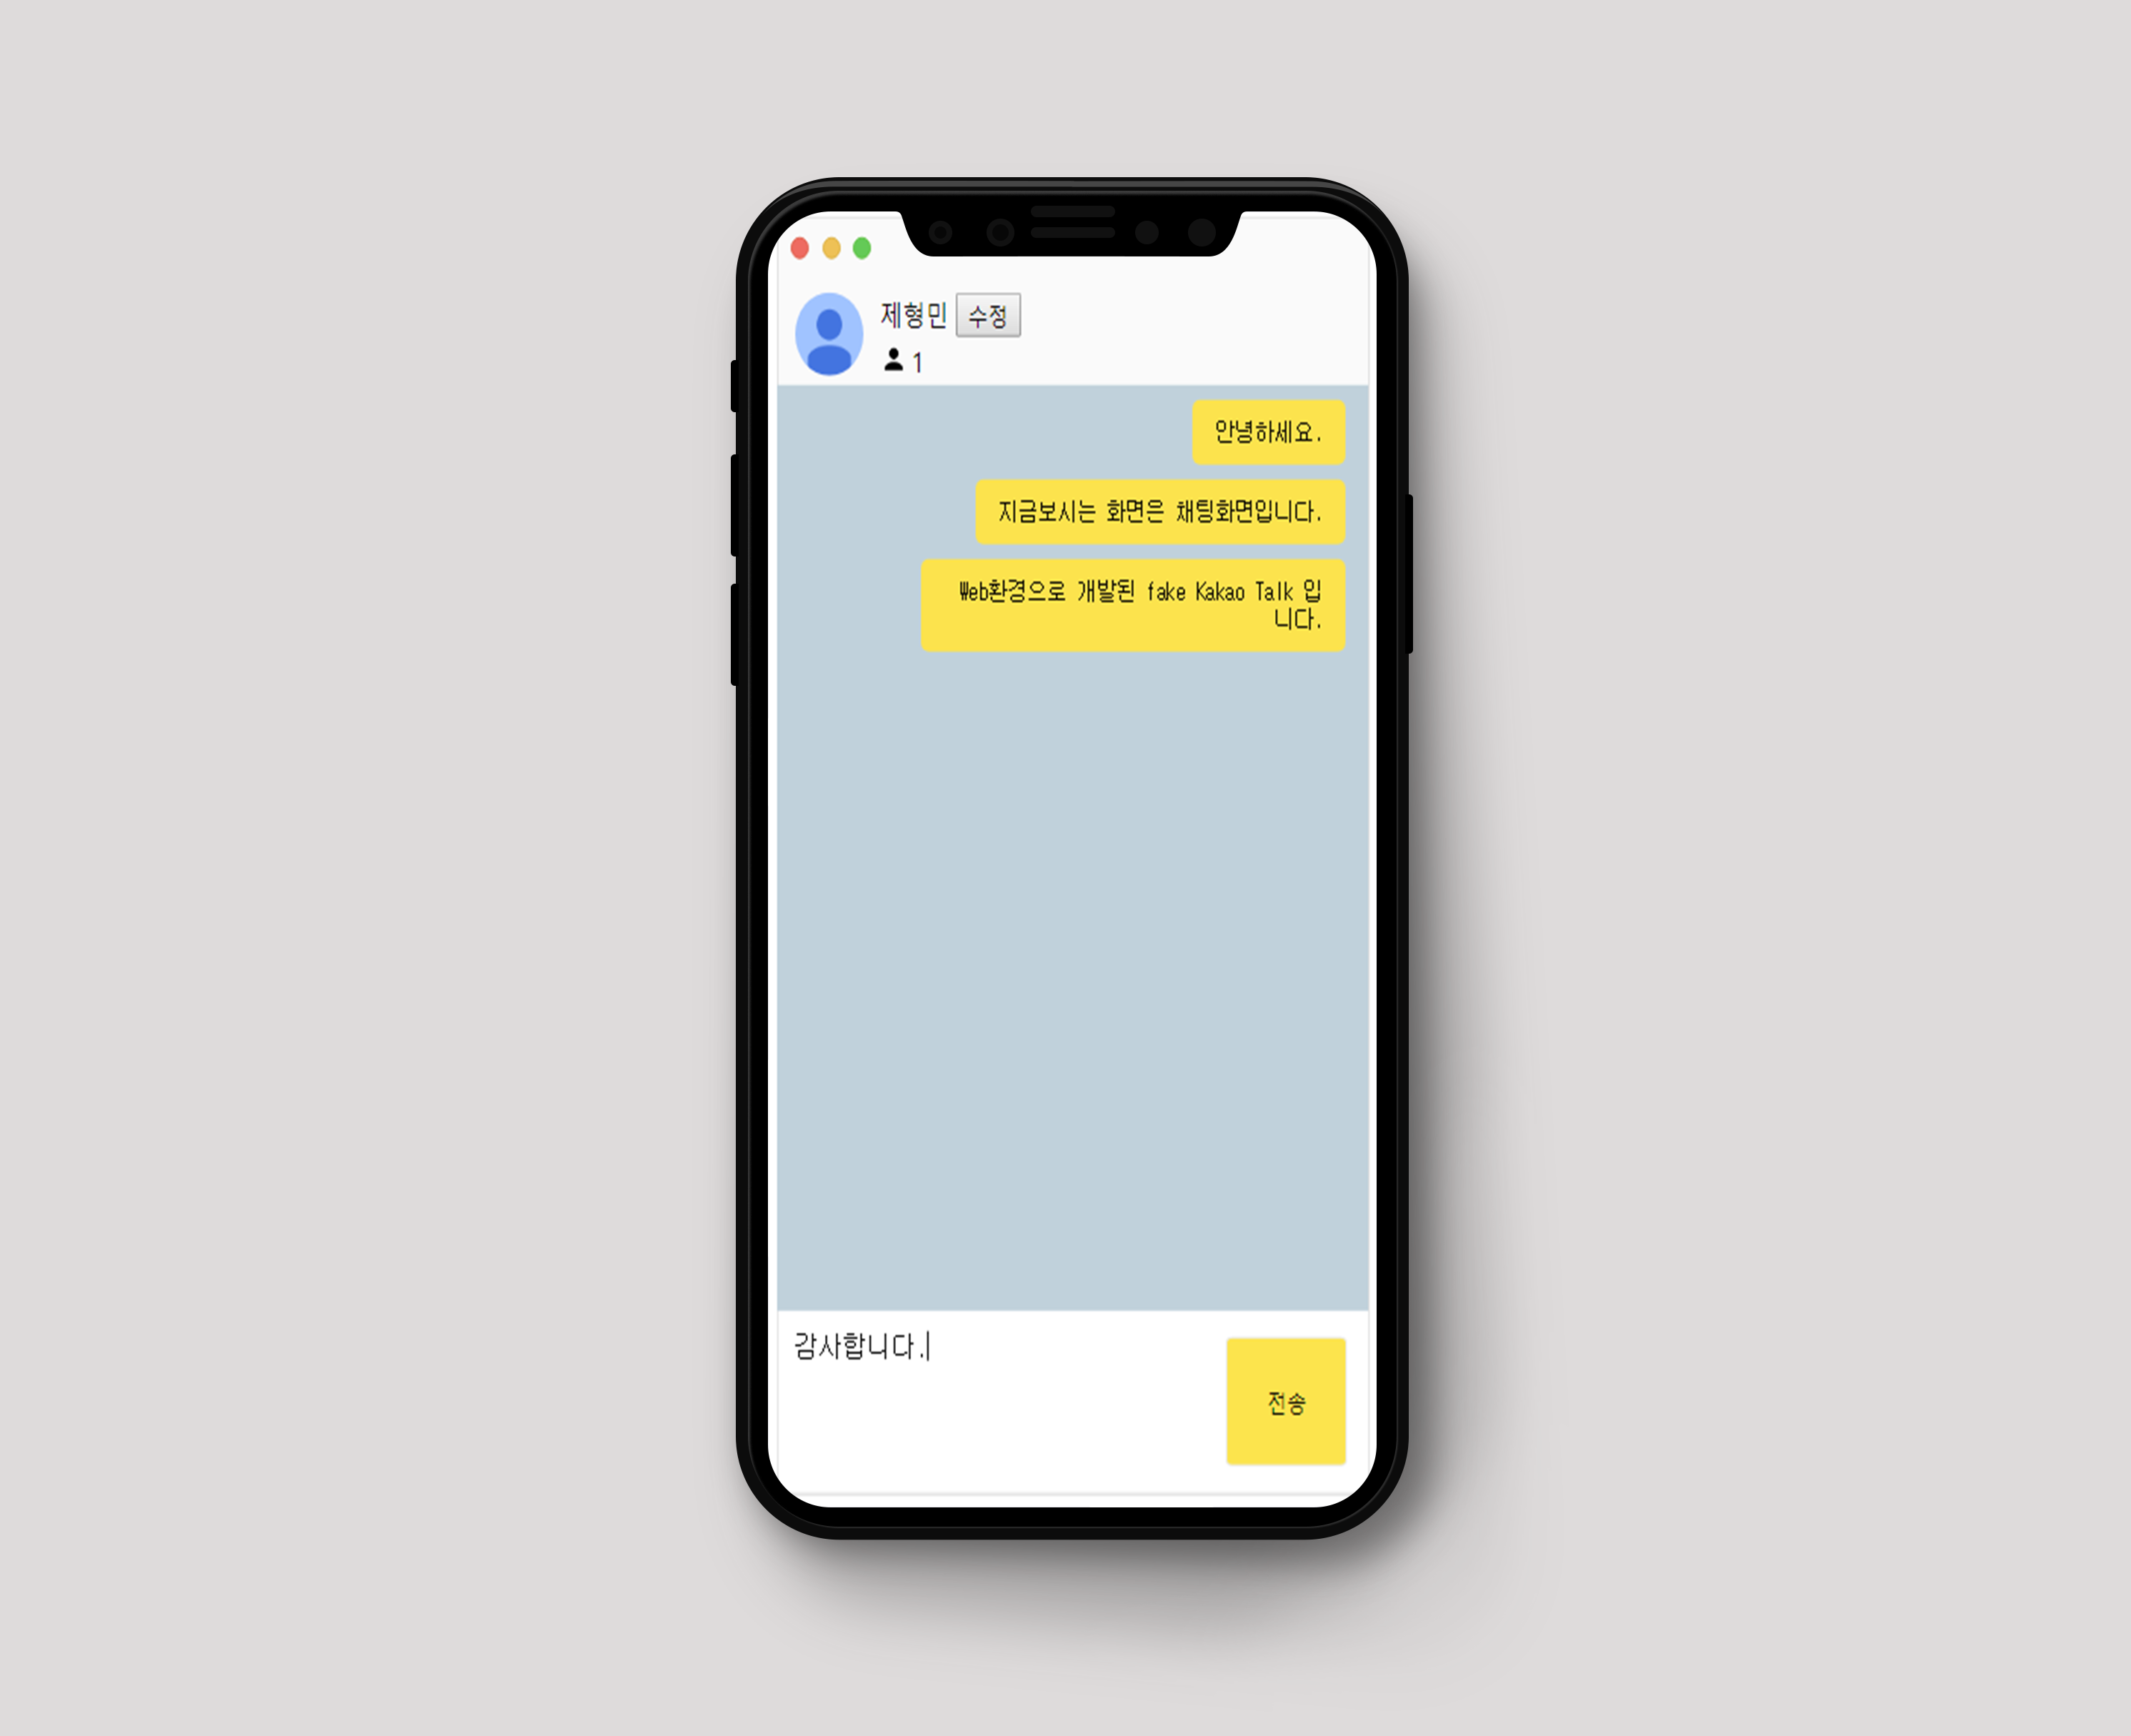 제형민 수정
1
안녕하세요.
지금보시는 화면은 채팅화면입니다.
Web환경으로 개발된 fake Kakao Talk 입
니다.
감사합니다.
전송